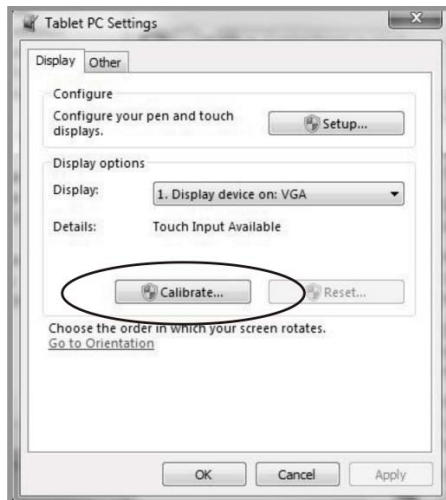 Tablet PC Settings
Display Other
Configure
Configure your pen and touch
displays.
Setup...
Display options
Display: 1. Display device on: VGA
Details: Touch Input Available
Calibrate... Reset...
Choose the order in which your screen rotates.
Go to Orientation
OK Cancel Apply